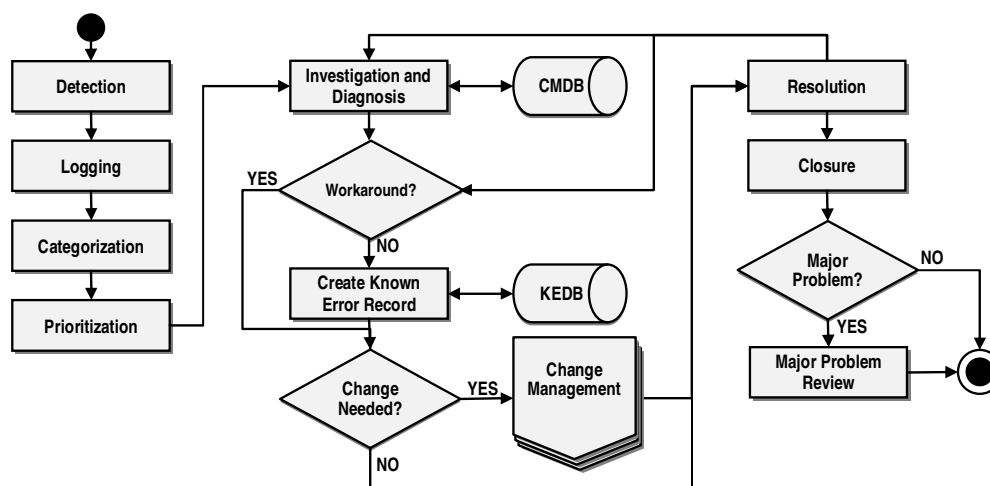 Detection
Logging
Categorization
Prioritization
Investigation and
Diagnosis
CMDB
YES
Workaround?
NO
Create Known
Error Record
KEDB
Change
Needed?
YES
Change
Management
NO
Resolution
Closure
Major
Problem?
NO
YES
Major Problem
Review